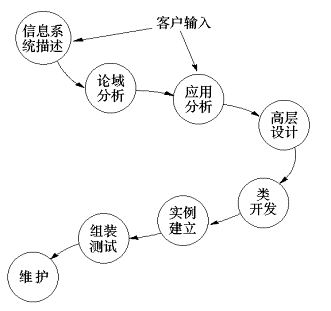 客户输入
信息系
统描述
论域
分析
应用
分析
高层
设计
类
开发
实例
建立
组装
测试
维护